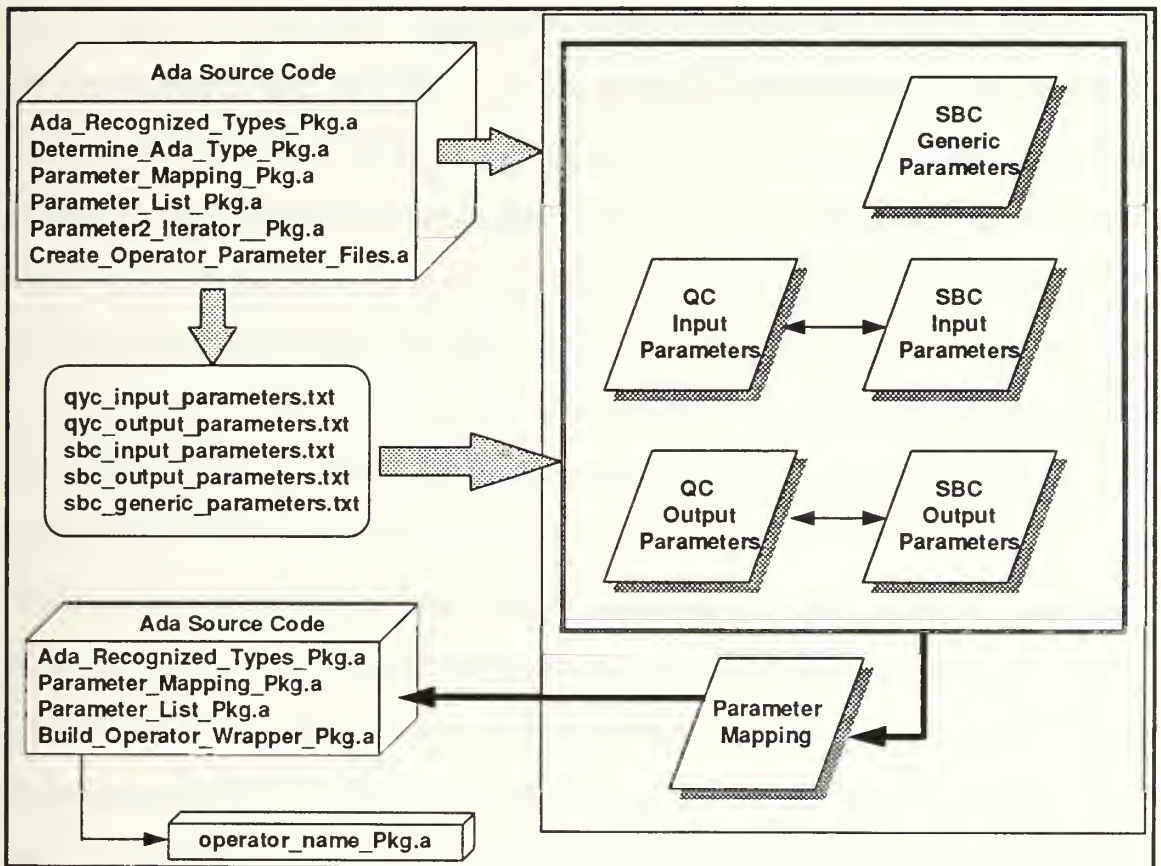 Ada Source Code
Ada_Recognized_Types_Pkg.a
Determine_Ada_Type_Pkg.a
Parameter_Mapping_Pkg.a
Parameter_List_Pkg.a
Parameter2_Iterator__Pkg.a
Create_Operator_Parameter_Files.a
qyc_input_parameters.txt
qyc_output_parameters.txt
sbc_input_parameters.txt
sbc_output_parameters.txt
sbc_generic_parameters.txt
SBC
Generic
Parameters
QC
Input
Parameters
SBC
Input
Parameters
QC
Output
Parameters
SBC
Output
Parameters
Parameter
Mapping
Ada Source Code
Ada_Recognized_Types_Pkg.a
Parameter_Mapping_Pkg.a
Parameter_List_Pkg.a
Build_Operator_Wrapper_Pkg.a
operator_name_Pkg.a